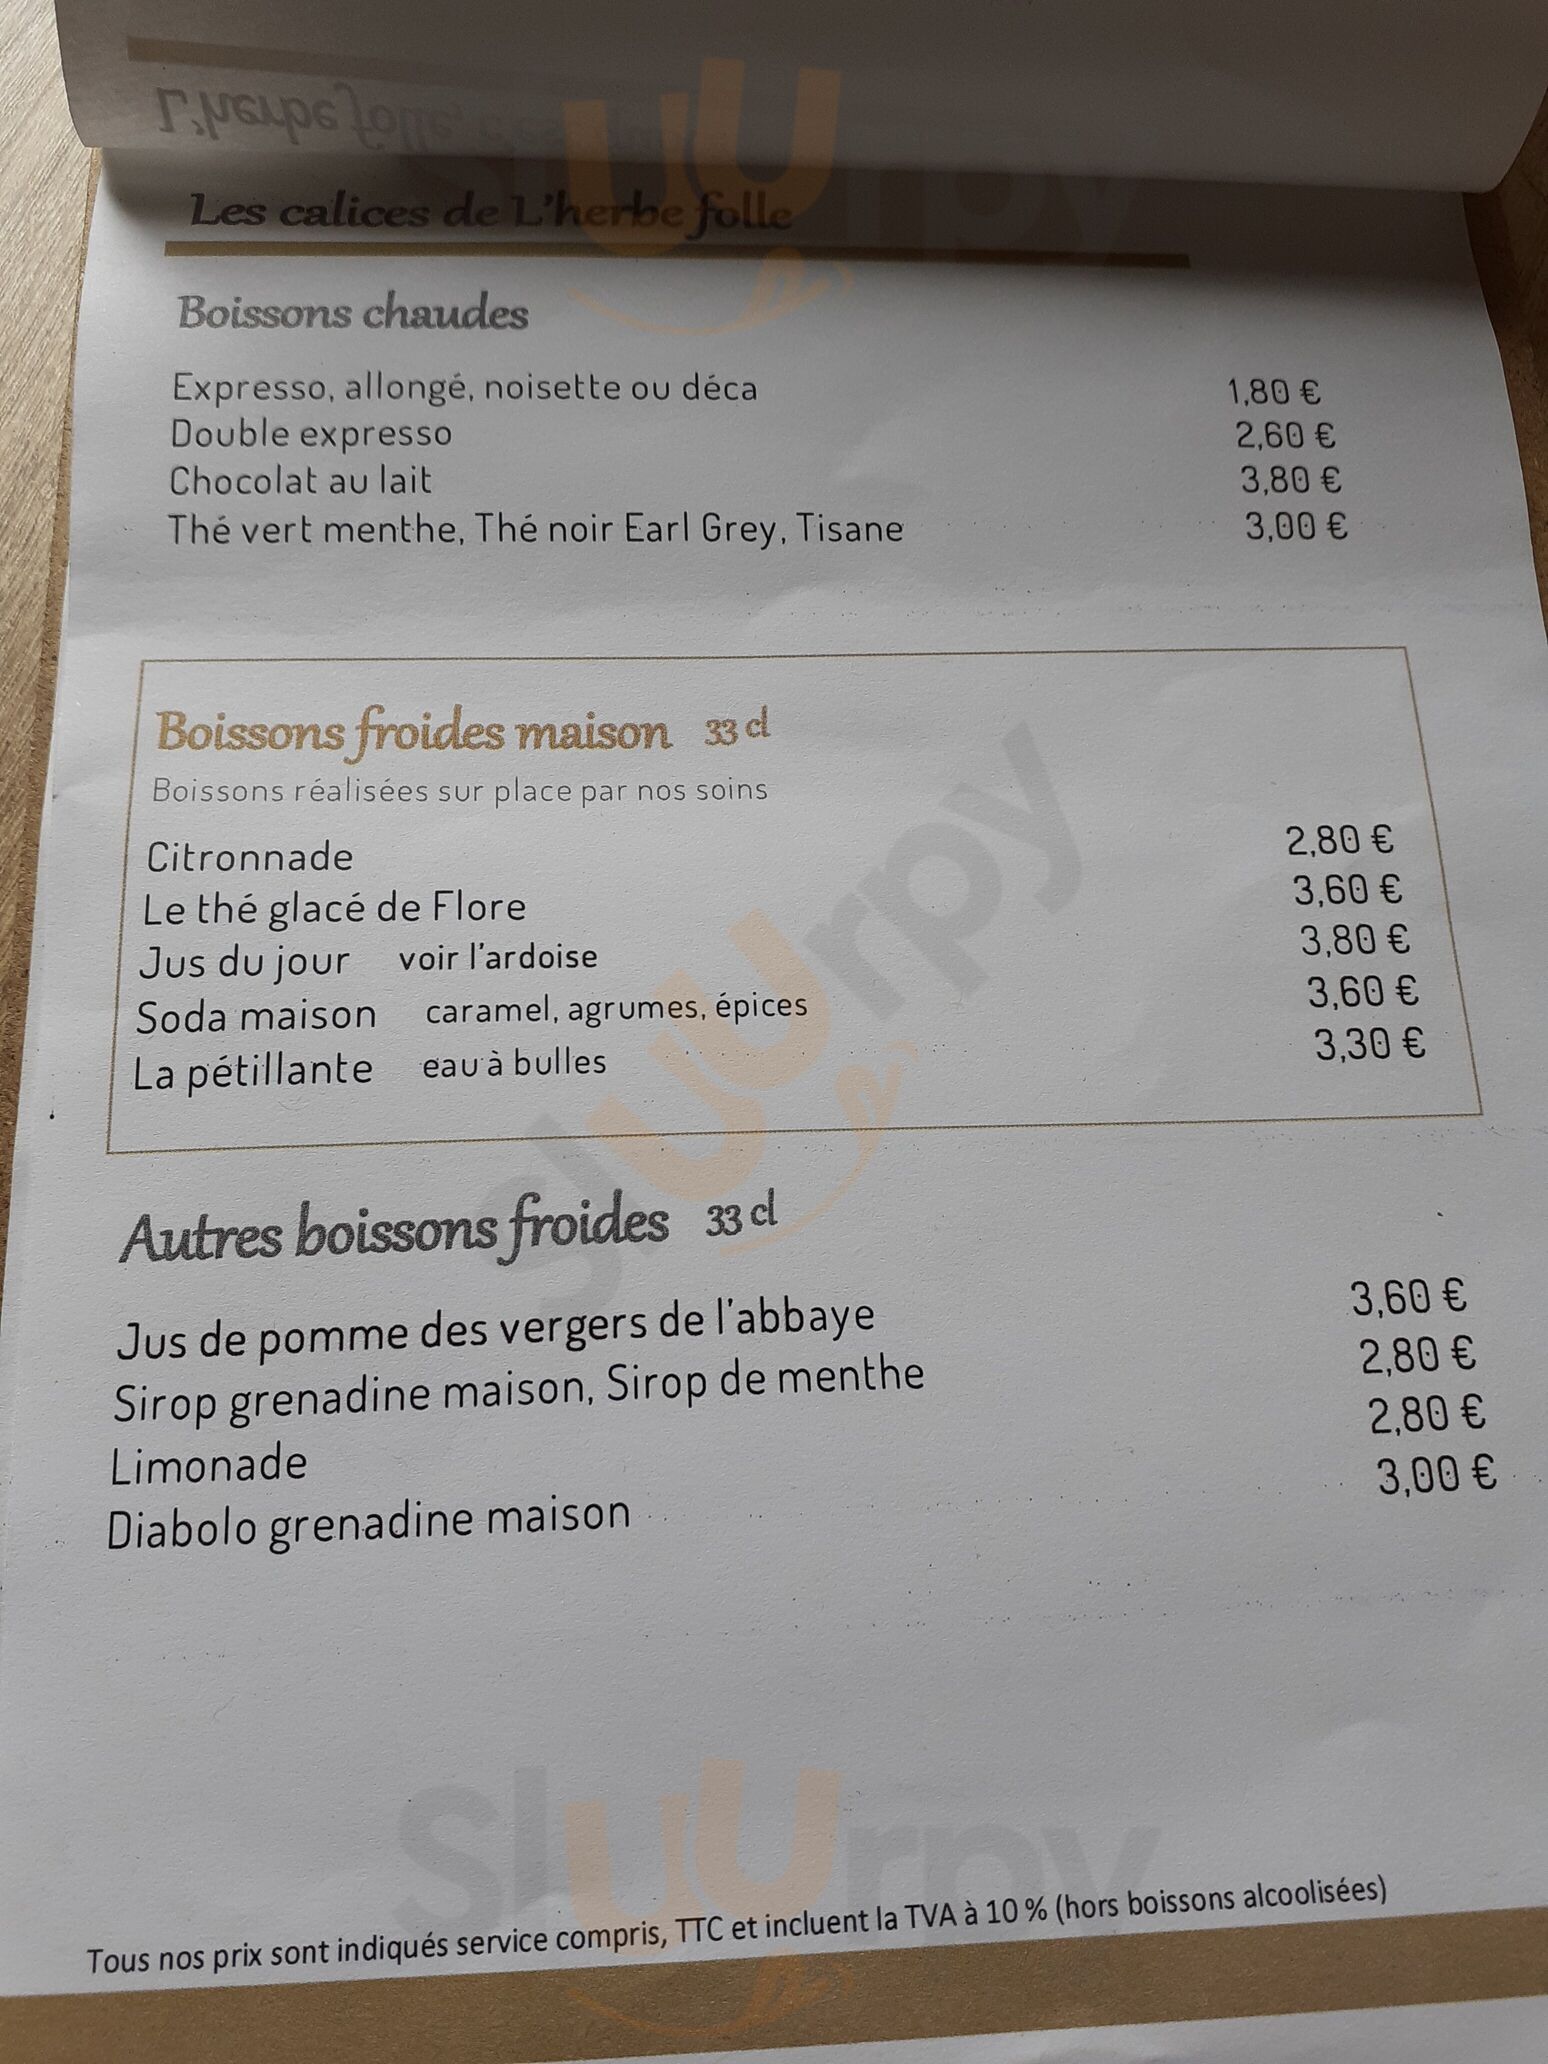 L'herbe folle, c'es
Les calices de L'herbe folle
Boissons chaudes
Expresso, allongé, noisette ou déca 1,80 €
Double expresso 2,60 €
Chocolat au lait 3,80 €
Thé vert menthe, Thé noir Earl Grey, Tisane 3,00 €
Boissons froides maison 33 cl
Boissons réalisées sur place par nos soins
Citronnade 2,80 €
Le thé glacé de Flore 3,60 €
Jus du jour voir l'ardoise 3,80 €
Soda maison caramel, agrumes, épices 3,60 €
La pétillante eau à bulles 3,30 €
Autres boissons froides 33 cl
Jus de pomme des vergers de l'abbaye 3,60 €
Sirop grenadine maison, Sirop de menthe 2,80 €
Limonade 2,80 €
Diabolo grenadine maison 3,00 €
Tous nos prix sont indiqués service compris, TTC et incluent la TVA à 10 % (hors boissons alcoolisées)
sluurpy
sluurpy
sluurpy